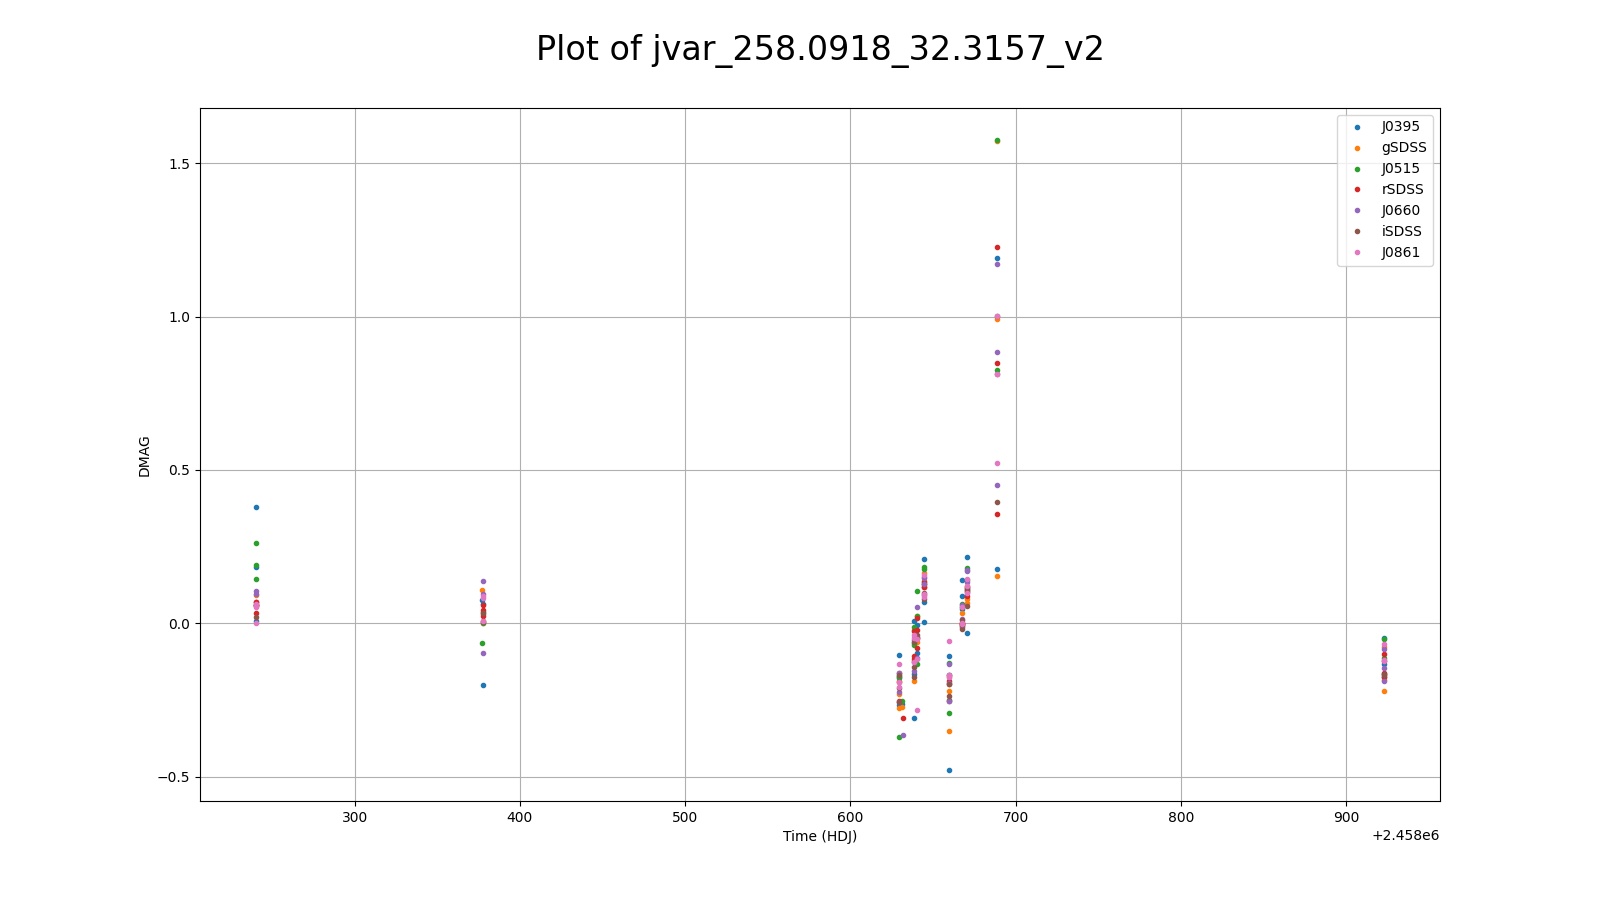 Plot of jvar_258.0918_32.3157_v2
J0395
gSDSS
J0515
rSDSS
J0660
iSDSS
J0861
1.5
1.0
0.5
0.0
−0.5
DMAG
300 400 500 600 700 800 900
+2.458e6
Time (HDJ)